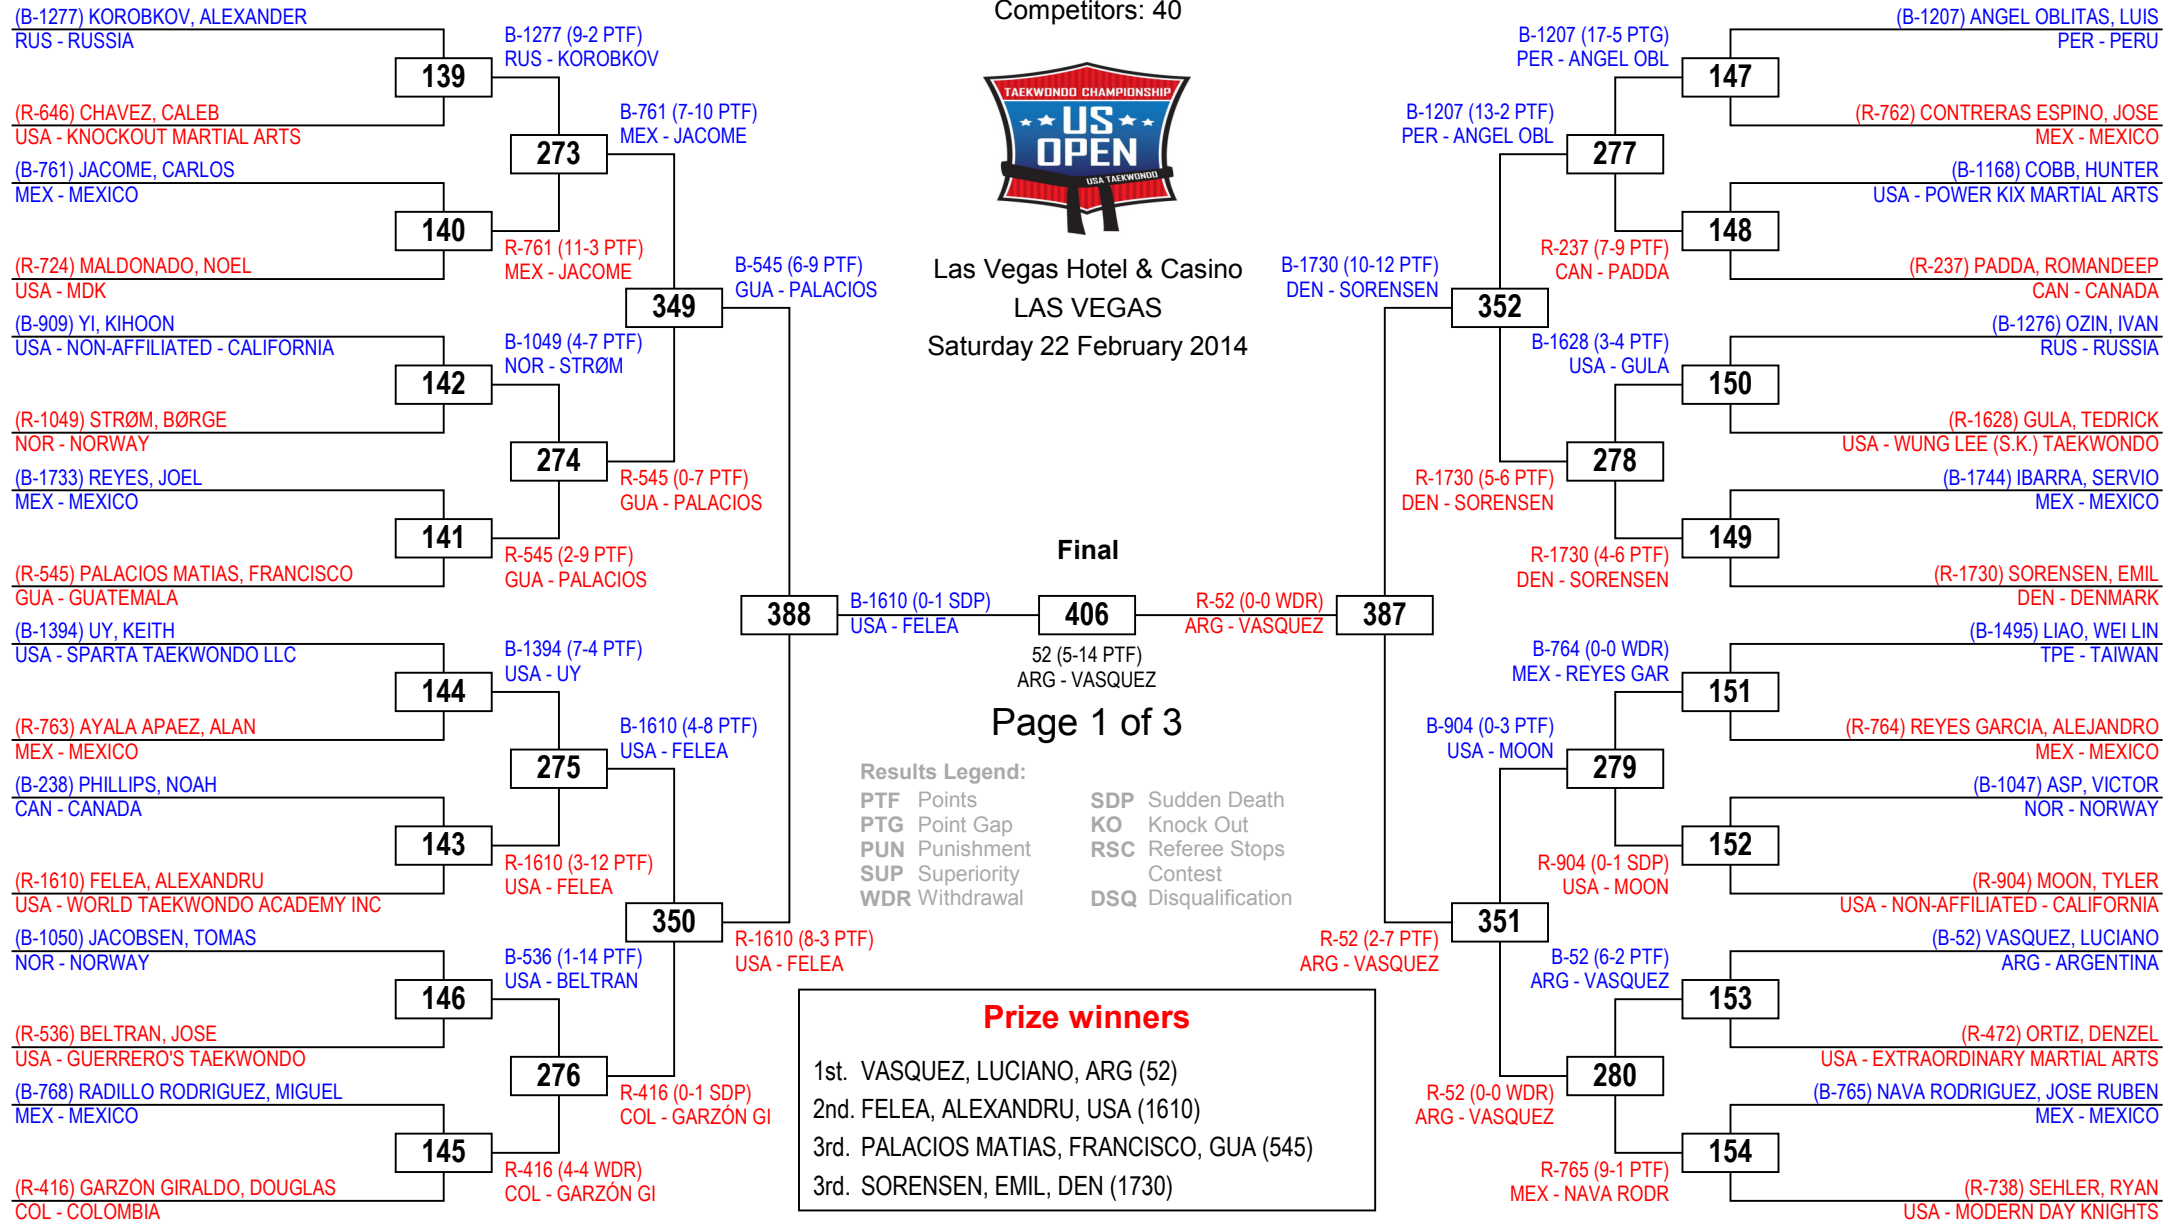 Competitors: 40
TAEKWONDO CHAMPIONSHIP
US
OPEN
USA TAEKWONDO
Las Vegas Hotel & Casino
LAS VEGAS
Saturday 22 February 2014
(B-1277) KOROBKOV, ALEXANDER
RUS - RUSSIA
139
(R-646) CHAVEZ, CALEB
USA - KNOCKOUT MARTIAL ARTS
(B-761) JACOME, CARLOS
MEX - MEXICO
140
(R-724) MALDONADO, NOEL
USA - MDK
(B-909) YI, KIHOON
USA - NON-AFFILIATED - CALIFORNIA
142
(R-1049) STRØM, BØRGE
NOR - NORWAY
(B-1733) REYES, JOEL
MEX - MEXICO
141
(R-545) PALACIOS MATIAS, FRANCISCO
GUA - GUATEMALA
(B-1394) UY, KEITH
USA - SPARTA TAEKWONDO LLC
144
(R-763) AYALA APAEZ, ALAN
MEX - MEXICO
(B-238) PHILLIPS, NOAH
CAN - CANADA
143
(R-1610) FELEA, ALEXANDRU
USA - WORLD TAEKWONDO ACADEMY INC
(B-1050) JACOBSEN, TOMAS
NOR - NORWAY
146
(R-536) BELTRAN, JOSE
USA - GUERRERO'S TAEKWONDO
(B-768) RADILLO RODRIGUEZ, MIGUEL
MEX - MEXICO
145
(R-416) GARZÓN GIRALDO, DOUGLAS
COL - COLOMBIA
B-1277 (9-2 PTF)
RUS - KOROBKOV
273
R-761 (11-3 PTF)
MEX - JACOME
B-1049 (4-7 PTF)
NOR - STRØM
274
R-545 (2-9 PTF)
GUA - PALACIOS
B-1394 (7-4 PTF)
USA - UY
275
R-1610 (3-12 PTF)
USA - FELEA
B-536 (1-14 PTF)
USA - BELTRAN
276
R-416 (4-4 WDR)
COL - GARZÓN GI
B-761 (7-10 PTF)
MEX - JACOME
349
R-545 (0-7 PTF)
GUA - PALACIOS
B-1610 (4-8 PTF)
USA - FELEA
350
R-416 (0-1 SDP)
COL - GARZÓN GI
B-545 (6-9 PTF)
GUA - PALACIOS
388
R-1610 (8-3 PTF)
USA - FELEA
B-1610 (0-1 SDP)
USA - FELEA
Final
406
52 (5-14 PTF)
ARG - VASQUEZ
R-52 (0-0 WDR)
ARG - VASQUEZ
Page 1 of 3
Results Legend:
PTF Points
PTG Point Gap
PUN Punishment
SUP Superiority
WDR Withdrawal
SDP Sudden Death
KO Knock Out
RSC Referee Stops
Contest
DSQ Disqualification
B-1730 (10-12 PTF)
DEN - SORENSEN
387
R-52 (2-7 PTF)
ARG - VASQUEZ
B-1207 (13-2 PTF)
PER - ANGEL OBL
352
R-1730 (5-6 PTF)
DEN - SORENSEN
B-904 (0-3 PTF)
USA - MOON
351
R-52 (0-0 WDR)
ARG - VASQUEZ
B-1207 (17-5 PTG)
PER - ANGEL OBL
277
R-237 (7-9 PTF)
CAN - PADDA
B-1628 (3-4 PTF)
USA - GULA
278
R-1730 (4-6 PTF)
DEN - SORENSEN
B-764 (0-0 WDR)
MEX - REYES GAR
279
R-904 (0-1 SDP)
USA - MOON
B-52 (6-2 PTF)
ARG - VASQUEZ
280
R-765 (9-1 PTF)
MEX - NAVA RODR
(B-1207) ANGEL OBLITAS, LUIS
PER - PERU
147
(R-762) CONTRERAS ESPINO, JOSE
MEX - MEXICO
(B-1168) COBB, HUNTER
USA - POWER KIX MARTIAL ARTS
148
(R-237) PADDA, ROMANDEEP
CAN - CANADA
(B-1276) OZIN, IVAN
RUS - RUSSIA
150
(R-1628) GULA, TEDRICK
USA - WUNG LEE (S.K.) TAEKWONDO
(B-1744) IBARRA, SERVIO
MEX - MEXICO
149
(R-1730) SORENSEN, EMIL
DEN - DENMARK
(B-1495) LIAO, WEI LIN
TPE - TAIWAN
151
(R-764) REYES GARCIA, ALEJANDRO
MEX - MEXICO
(B-1047) ASP, VICTOR
NOR - NORWAY
152
(R-904) MOON, TYLER
USA - NON-AFFILIATED - CALIFORNIA
(B-52) VASQUEZ, LUCIANO
ARG - ARGENTINA
153
(R-472) ORTIZ, DENZEL
USA - EXTRAORDINARY MARTIAL ARTS
(B-765) NAVA RODRIGUEZ, JOSE RUBEN
MEX - MEXICO
154
(R-738) SEHLER, RYAN
USA - MODERN DAY KNIGHTS
Prize winners
1st. VASQUEZ, LUCIANO, ARG (52)
2nd. FELEA, ALEXANDRU, USA (1610)
3rd. PALACIOS MATIAS, FRANCISCO, GUA (545)
3rd. SORENSEN, EMIL, DEN (1730)